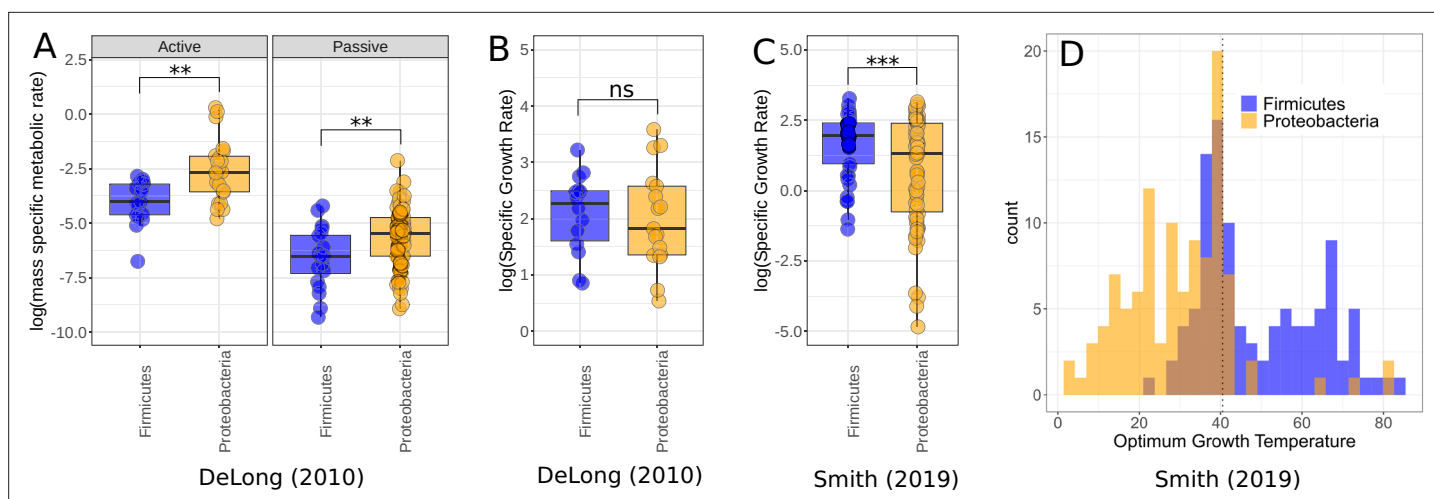 A
Active
Passive
**
**
log(mass specific metabolic rate)
2.5
0.0
-2.5
-5.0
-7.5
-10.0
Firmicutes
Proteobacteria
Firmicutes
Proteobacteria
DeLong (2010)
B
ns
log(Specific Growth Rate)
5
4
3
2
1
0
Firmicutes
Proteobacteria
DeLong (2010)
C
***
log(Specific Growth Rate)
5.0
2.5
0.0
-2.5
-5.0
Firmicutes
Proteobacteria
Smith (2019)
D
Firmicutes
Proteobacteria
count
20
15
10
5
0
0
20
40
60
80
Optimum Growth Temperature
Smith (2019)